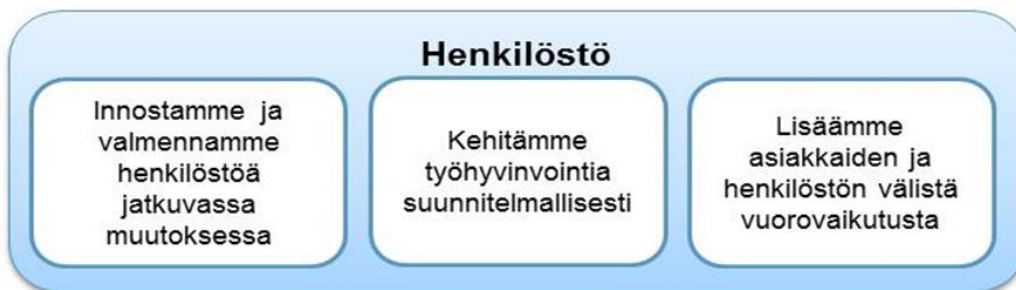 Henkilöstö
Innostamme ja
valmennamme
henkilöstöä
jatkuvassa
muutoksessa
Kehitämme
työhyvinvointia
suunnitelmallisesti
Lisäämme
asiakkaiden ja
henkilöstön välistä
vuorovaikutusta